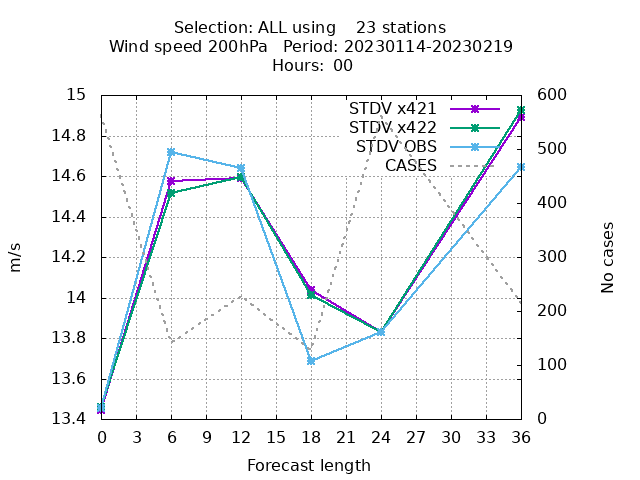 Selection: ALL using    23 stations
Wind speed 200hPa   Period: 20230114-20230219
Hours:  00
15
14.8
14.6
14.4
14.2
14
13.8
13.6
13.4
600
500
400
300
200
100
0
STDV x421
STDV x422
STDV OBS
CASES
m/s
No cases
0 3 6 9 12 15 18 21 24 27 30 33 36
Forecast length